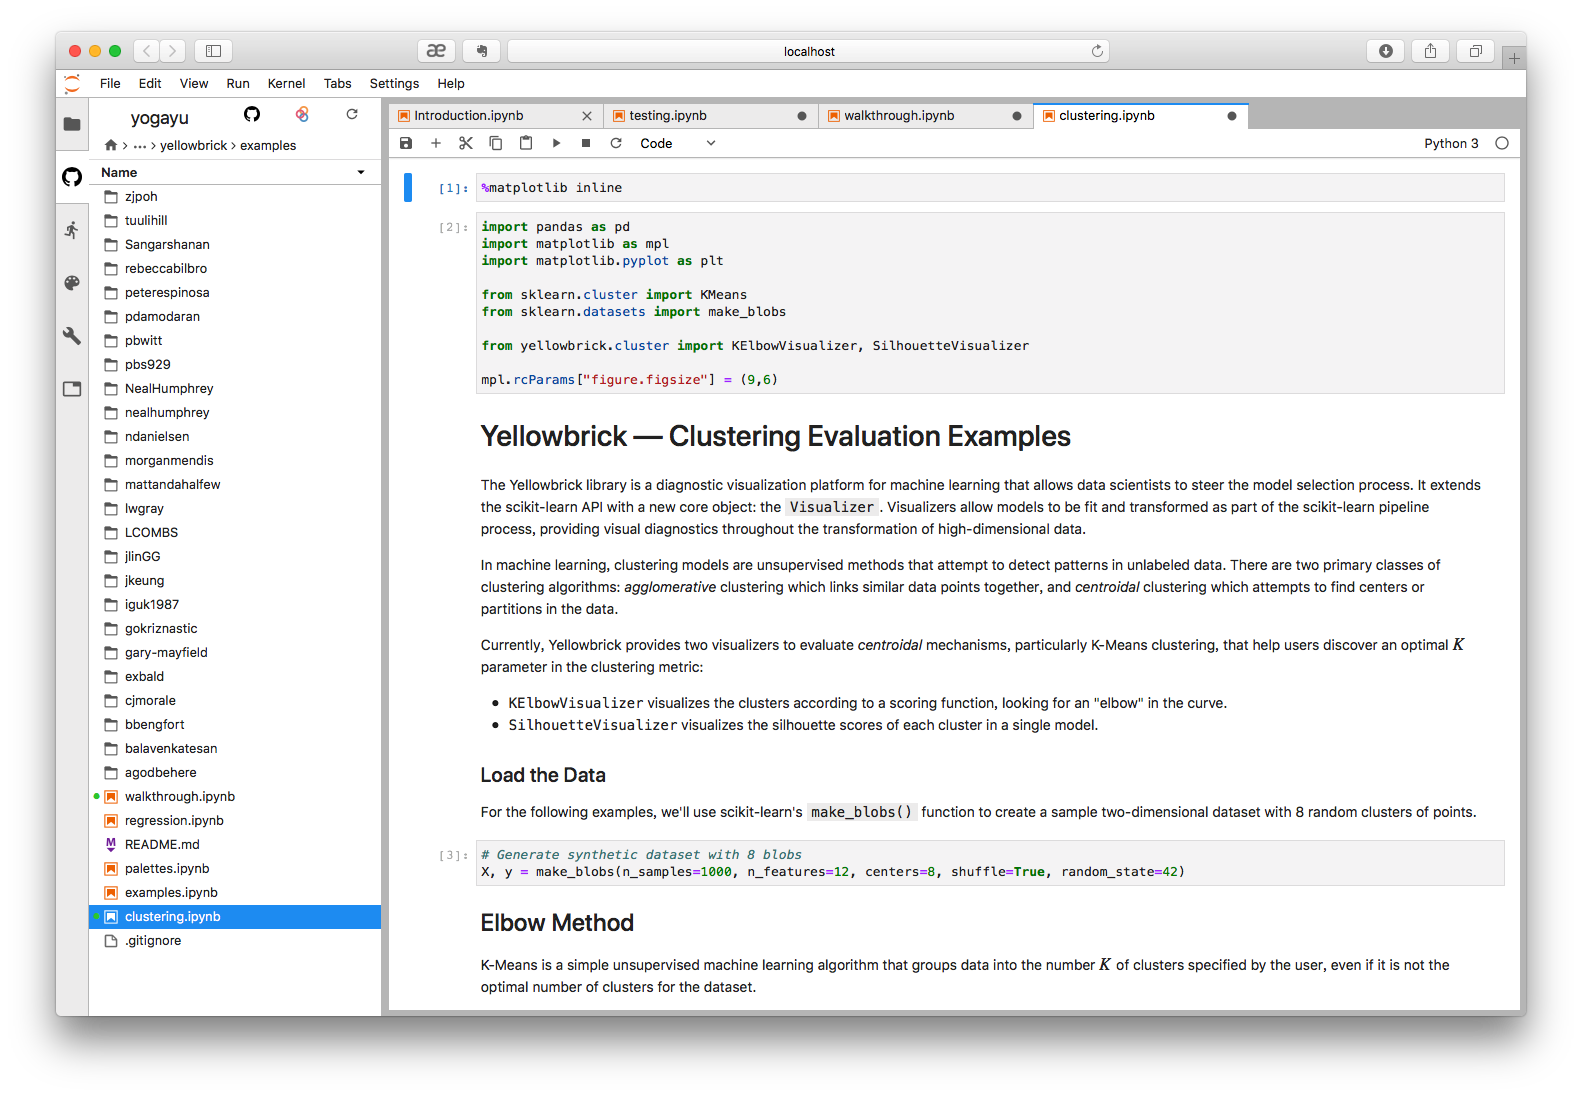 localhost
File Edit View Run Kernel Tabs Settings Help
yogayu
… > yellowbrick > examples
Name
zjpoh
tuulihill
Sangarshanan
rebeccabilbro
peterespinosa
pdamodaran
pbwitt
pbs929
NealHumphrey
nealhumphrey
ndanielsen
morganmendis
mattandahalfew
lwgray
LCOMBS
jlinGG
jkeung
iguk1987
gokriznastic
gary-mayfield
exbald
cjmorale
bbengfort
balavenkatesan
agodbehere
walkthrough.ipynb
regression.ipynb
README.md
palettes.ipynb
examples.ipynb
clustering.ipynb
.gitignore
Introduction.ipynb testing.ipynb walkthrough.ipynb clustering.ipynb
Code Python 3
[1]: %matplotlib inline
[2]: import pandas as pd
import matplotlib as mpl
import matplotlib.pyplot as plt
from sklearn.cluster import KMeans
from sklearn.datasets import make_blobs
from yellowbrick.cluster import KElbowVisualizer, SilhouetteVisualizer
mpl.rcParams["figure.figsize"] = (9,6)
Yellowbrick — Clustering Evaluation Examples
The Yellowbrick library is a diagnostic visualization platform for machine learning that allows data scientists to steer the model selection process. It extends
the scikit-learn API with a new core object: the Visualizer. Visualizers allow models to be fit and transformed as part of the scikit-learn pipeline
process, providing visual diagnostics throughout the transformation of high-dimensional data.
In machine learning, clustering models are unsupervised methods that attempt to detect patterns in unlabeled data. There are two primary classes of
clustering algorithms: agglomerative clustering which links similar data points together, and centroidal clustering which attempts to find centers or
partitions in the data.
Currently, Yellowbrick provides two visualizers to evaluate centroidal mechanisms, particularly K-Means clustering, that help users discover an optimal K
parameter in the clustering metric:
• KElbowVisualizer visualizes the clusters according to a scoring function, looking for an "elbow" in the curve.
• SilhouetteVisualizer visualizes the silhouette scores of each cluster in a single model.
Load the Data
For the following examples, we'll use scikit-learn's make_blobs() function to create a sample two-dimensional dataset with 8 random clusters of points.
[3]: # Generate synthetic dataset with 8 blobs
X, y = make_blobs(n_samples=1000, n_features=12, centers=8, shuffle=True, random_state=42)
Elbow Method
K-Means is a simple unsupervised machine learning algorithm that groups data into the number K of clusters specified by the user, even if it is not the
optimal number of clusters for the dataset.